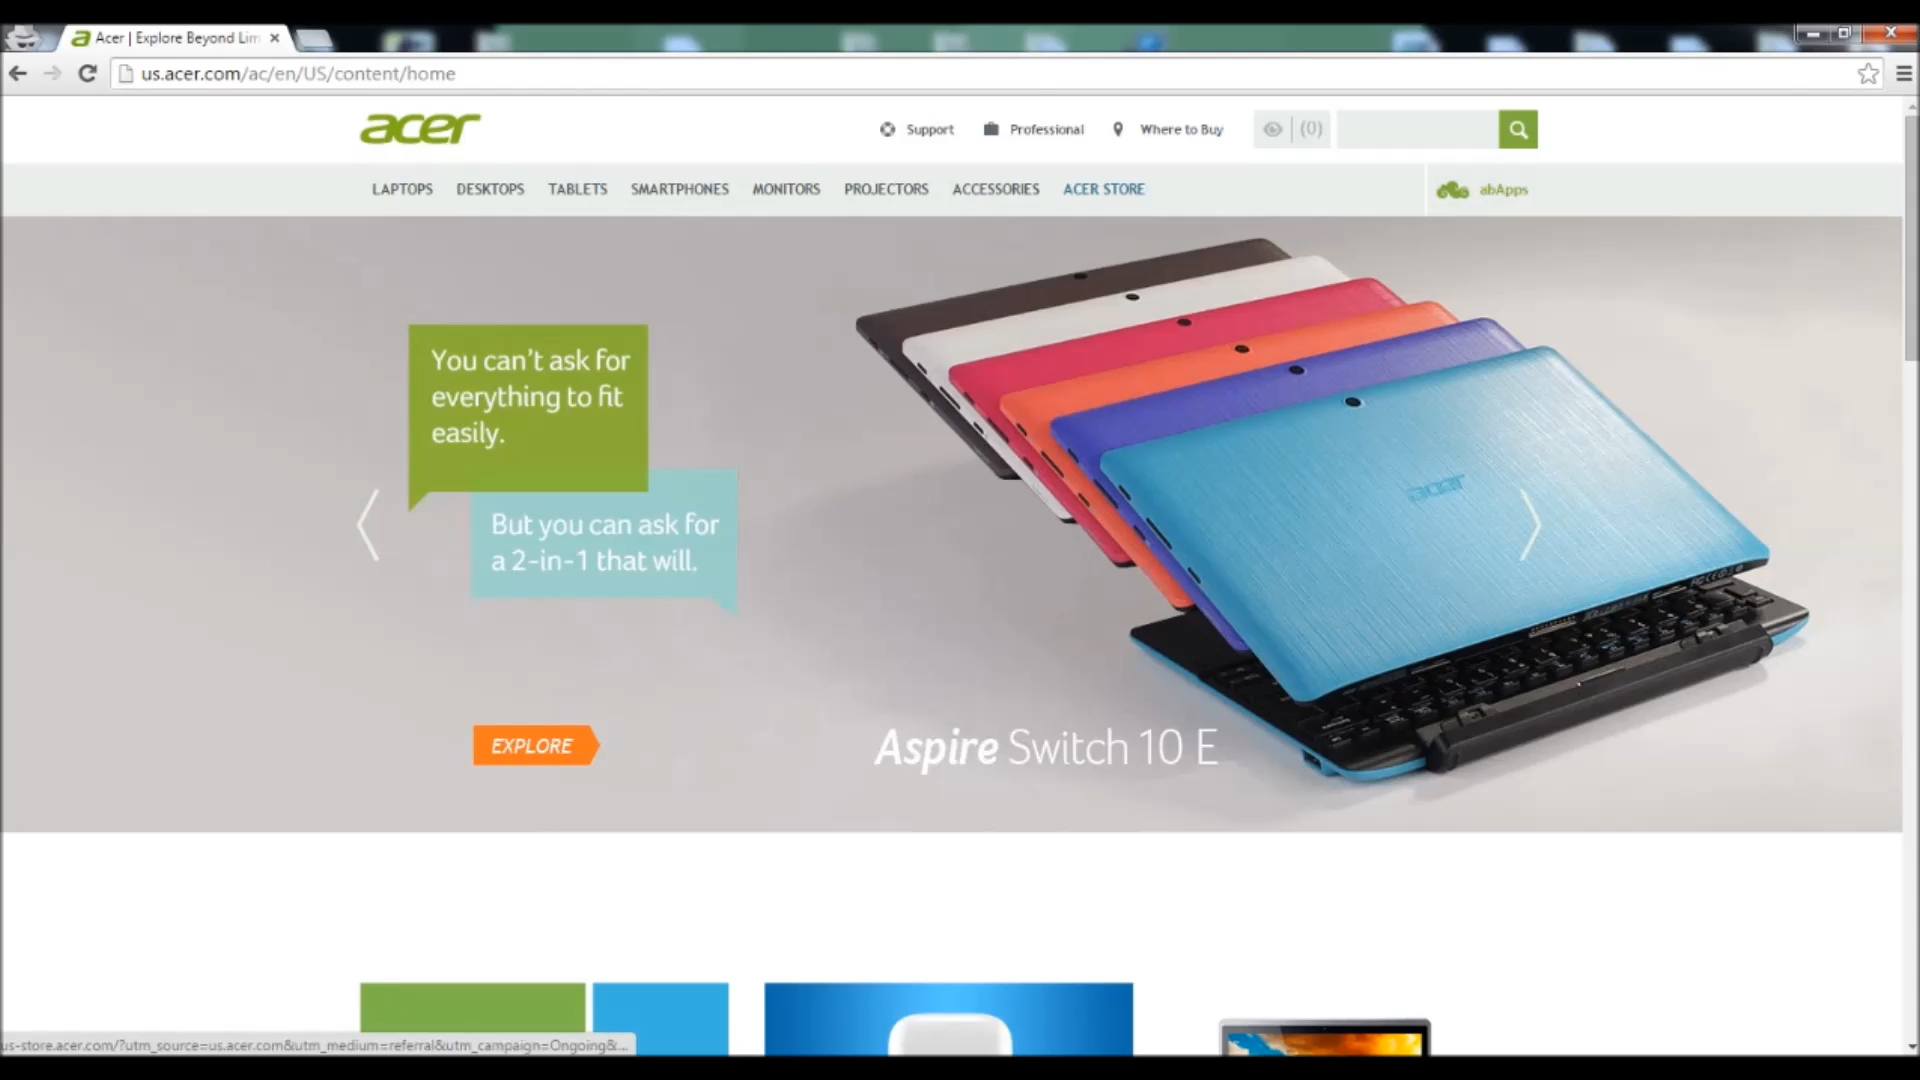 Acer | Explore Beyond Lim
us.acer.com/ac/en/US/content/home
acer
Support
Professional
Where to Buy
(0)
LAPTOPS
DESKTOPS
TABLETS
SMARTPHONES
MONITORS
PROJECTORS
ACCESSORIES
ACER STORE
abApps
You can't ask for
everything to fit
easily.
But you can ask for
a 2-in-1 that will.
acer
EXPLORE
Aspire Switch 10 E
us-store.acer.com/?utm_source=us.acer.com&utm_medium=referral&utm_campaign=Ongoing&...